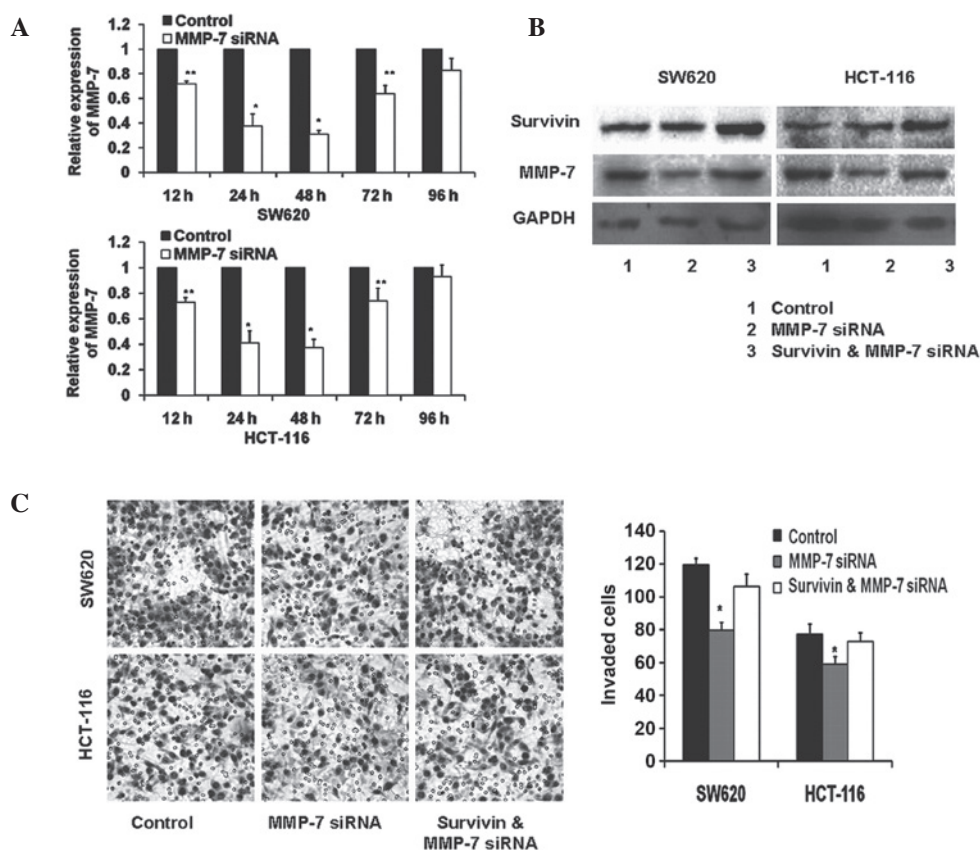 A
Control
MMP-7 siRNA
Relative expression
of MMP-7
1.2
1
0.8
0.6
0.4
0.2
0
**
*
*
**
12 h 24 h 48 h 72 h 96 h
SW620
Control
MMP-7 siRNA
Relative expression
of MMP-7
1.2
1
0.8
0.6
0.4
0.2
0
**
*
*
**
12 h 24 h 48 h 72 h 96 h
HCT-116
B
SW620 HCT-116
Survivin
MMP-7
GAPDH
1 2 3 1 2 3
1 Control
2 MMP-7 siRNA
3 Survivin & MMP-7 siRNA
C
SW620
HCT-116
Control MMP-7 siRNA Survivin &
MMP-7 siRNA
Invaded cells
140
120
100
80
60
40
20
0
Control
MMP-7 siRNA
Survivin & MMP-7 siRNA
*
*
SW620 HCT-116